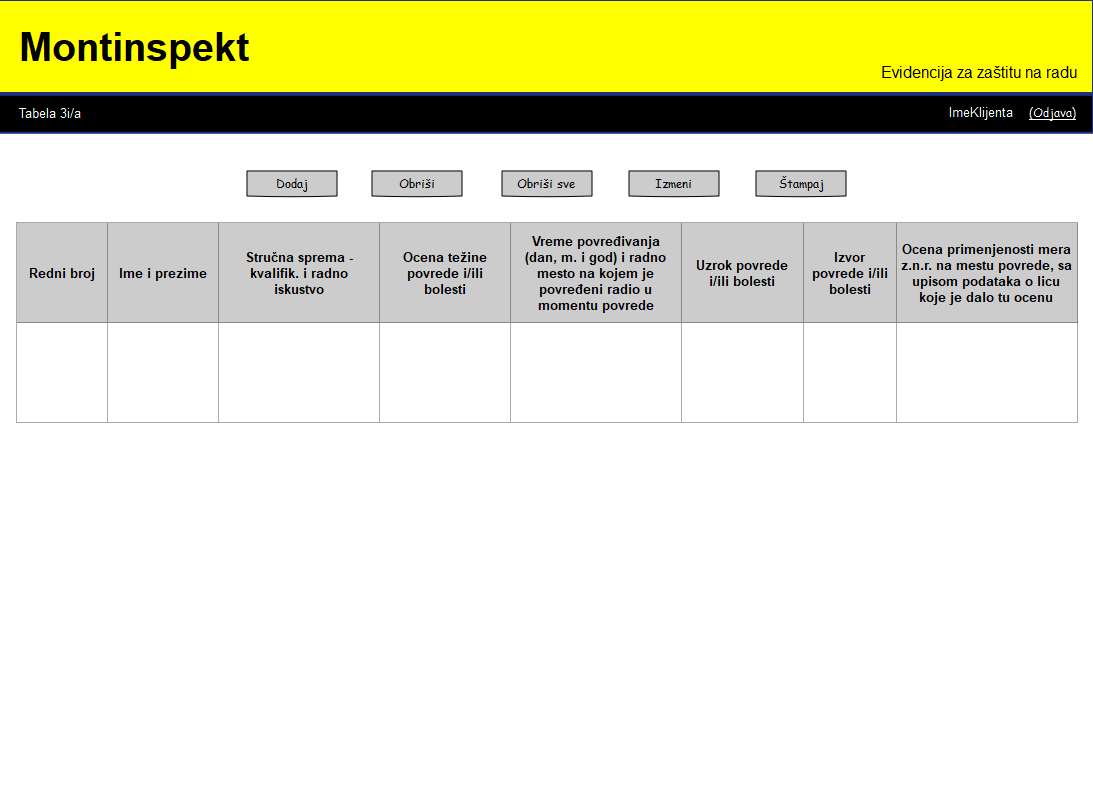 Montinspekt
Evidencija za zaštitu na radu
Tabela 3i/a
ImeKlijenta (Odjava)
Dodaj
Obriši
Obriši sve
Izmeni
Štampaj
Redni broj
Ime i prezime
Stručna sprema -
kvalifik. i radno
iskustvo
Ocena težine
povrede i/ili
bolesti
Vreme povređivanja
(dan, m. i god) i radno
mesto na kojem je
povređeni radio u
momentu povrede
Uzrok povrede
i/ili bolesti
Izvor
povrede i/ili
bolesti
Ocena primenjenosti mera
z.n.r. na mestu povrede, sa
upisom podataka o licu
koje je dalo tu ocenu